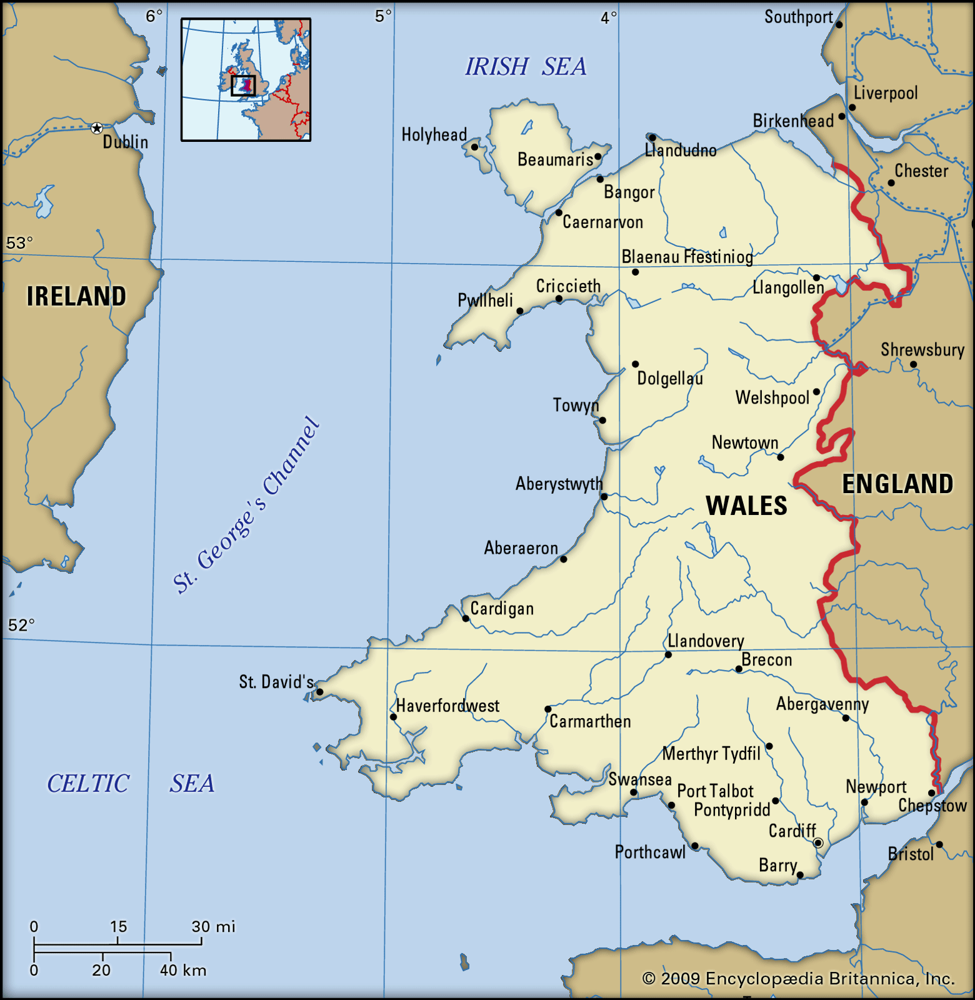 6°
5°
4°
Southport
IRISH SEA
Liverpool
Birkenhead
Holyhead
Dublin
Llandudno
Beaumaris
Chester
Bangor
Caernarvon
53°
Blaenau Ffestiniog
Criccieth
Llangollen
IRELAND
Pwllheli
Shrewsbury
Dolgellau
Welshpool
Towyn
Newtown
St. George's Channel
Aberystwyth
ENGLAND
WALES
Aberaeron
Cardigan
52°
Llandovery
Brecon
St. David's
Haverfordwest
Abergavenny
Carmarthen
Merthyr Tydfil
CELTIC SEA
Swansea
Port Talbot
Newport
Pontypridd
Chepstow
Cardiff
Porthcawl
Bristol
Barry
0 15 30 mi
0 20 40 km
© 2009 Encyclopædia Britannica, Inc.